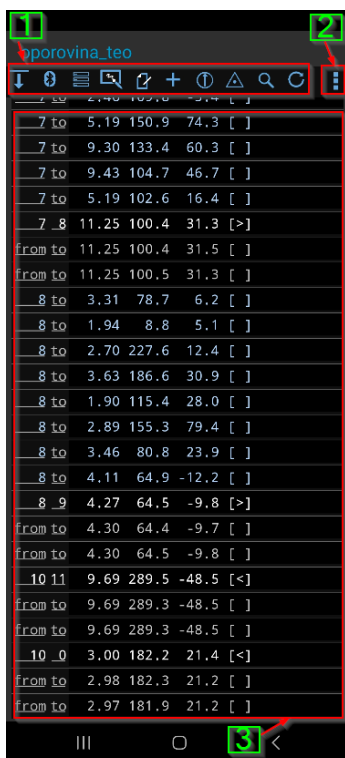 1
2
oporovina_teo
7 to 5.19 150.9 74.3 [ ]
7 to 9.30 133.4 60.3 [ ]
7 to 9.43 104.7 46.7 [ ]
7 to 5.19 102.6 16.4 [ ]
7 8 11.25 100.4 31.3 [>]
from to 11.25 100.4 31.5 [ ]
from to 11.25 100.5 31.3 [ ]
8 to 3.31 78.7 6.2 [ ]
8 to 1.94 8.8 5.1 [ ]
8 to 2.70 227.6 12.4 [ ]
8 to 3.63 186.6 30.9 [ ]
8 to 1.90 115.4 28.0 [ ]
8 to 2.89 155.3 79.4 [ ]
8 to 3.46 80.8 23.9 [ ]
8 to 4.11 64.9 -12.2 [ ]
8 9 4.27 64.5 -9.8 [>]
from to 4.30 64.4 -9.7 [ ]
from to 4.30 64.5 -9.8 [ ]
10 11 9.69 289.5 -48.5 [<]
from to 9.69 289.3 -48.5 [ ]
from to 9.69 289.3 -48.5 [ ]
10 0 3.00 182.2 21.4 [<]
from to 2.98 182.3 21.2 [ ]
from to 2.97 181.9 21.2 [ ]
3